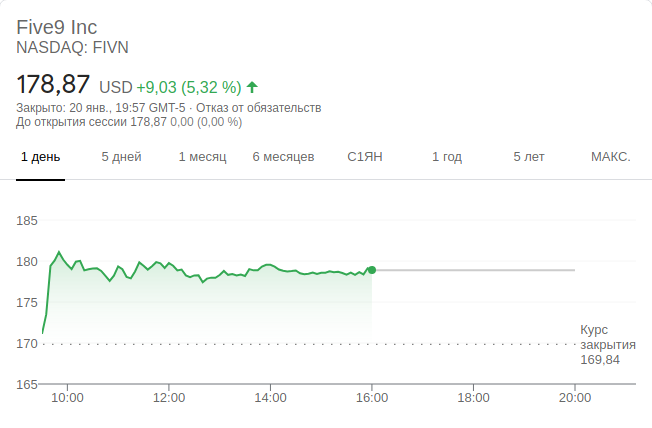 Five9 Inc
NASDAQ: FIVN
178,87 USD +9,03 (5,32 %)
Закрыто: 20 янв., 19:57 GMT-5 · Отказ от обязательств
До открытия сессии 178,87 0,00 (0,00 %)
1 день 5 дней 1 месяц 6 месяцев С1ЯН 1 год 5 лет МАКС.
185
180
175
170
165
Курс
закрытия
169,84
10:00 12:00 14:00 16:00 18:00 20:00